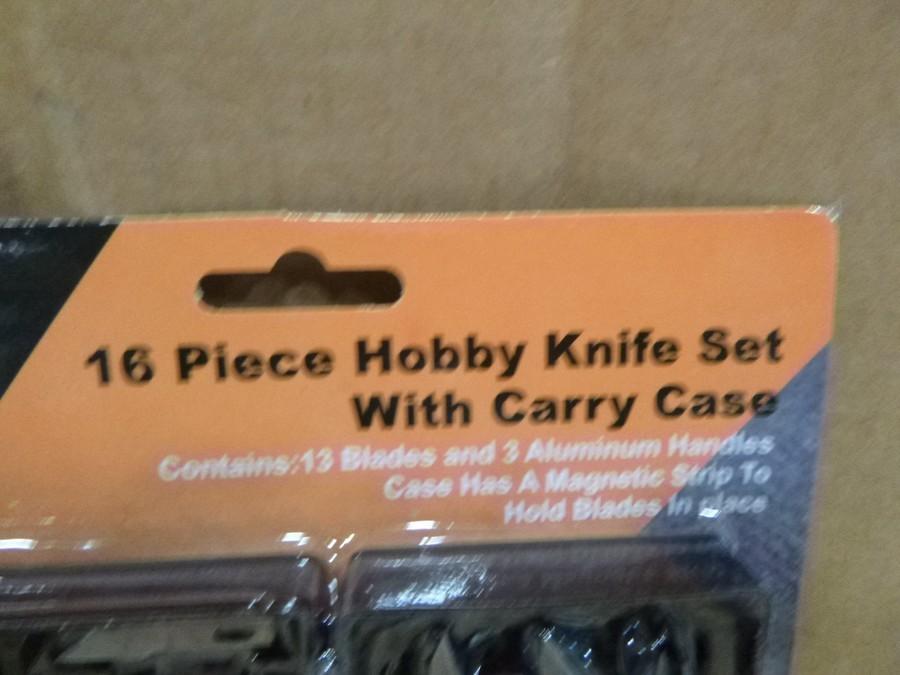 16 Piece Hobby Knife Set
With Carry Case
Contains:13 Blades and 3 Aluminum Handles
Case Has A Magnetic Strip To
Hold Blades In place